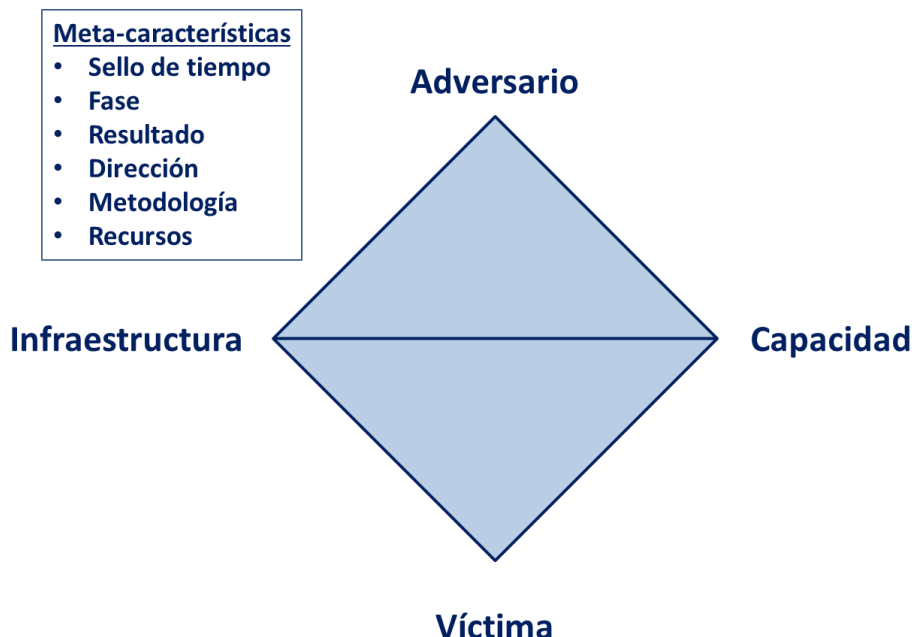 Meta-características
• Sello de tiempo
• Fase
• Resultado
• Dirección
• Metodología
• Recursos
Adversario
Infraestructura
Capacidad
Víctima